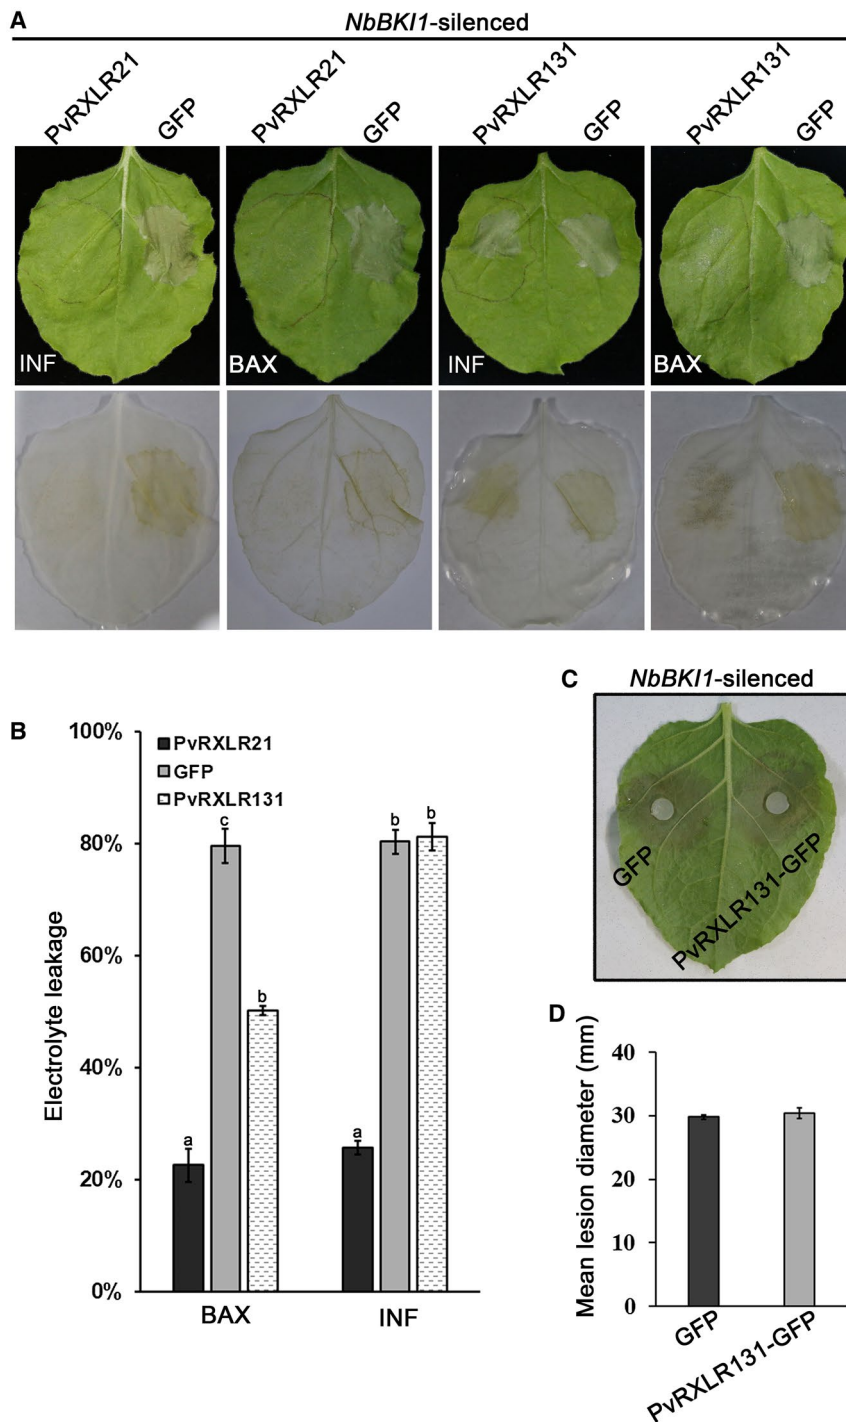 A
NbBKI1-silenced
PvRXLR21
GFP
PvRXLR21
GFP
PvRXLR131
GFP
PvRXLR131
GFP
INF
BAX
INF
BAX
B
100%
80%
60%
40%
20%
0%
Electrolyte leakage
PvRXLR21
GFP
PvRXLR131
a
c
b
a
b
b
BAX
INF
C
NbBKI1-silenced
GFP
PvRXLR131-GFP
D
Mean lesion diameter (mm)
40
30
20
10
0
GFP
PvRXLR131-GFP